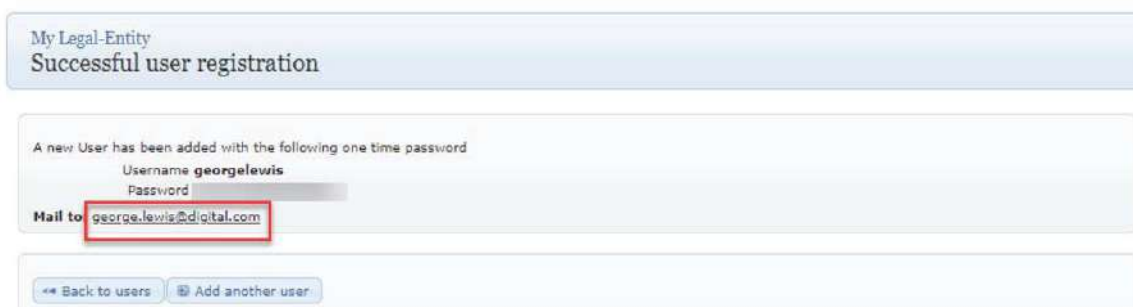 My Legal-Entity
Successful user registration
A new User has been added with the following one time password
Username georgelewis
Password
Mail to george.lewis@digital.com
Back to users
Add another user